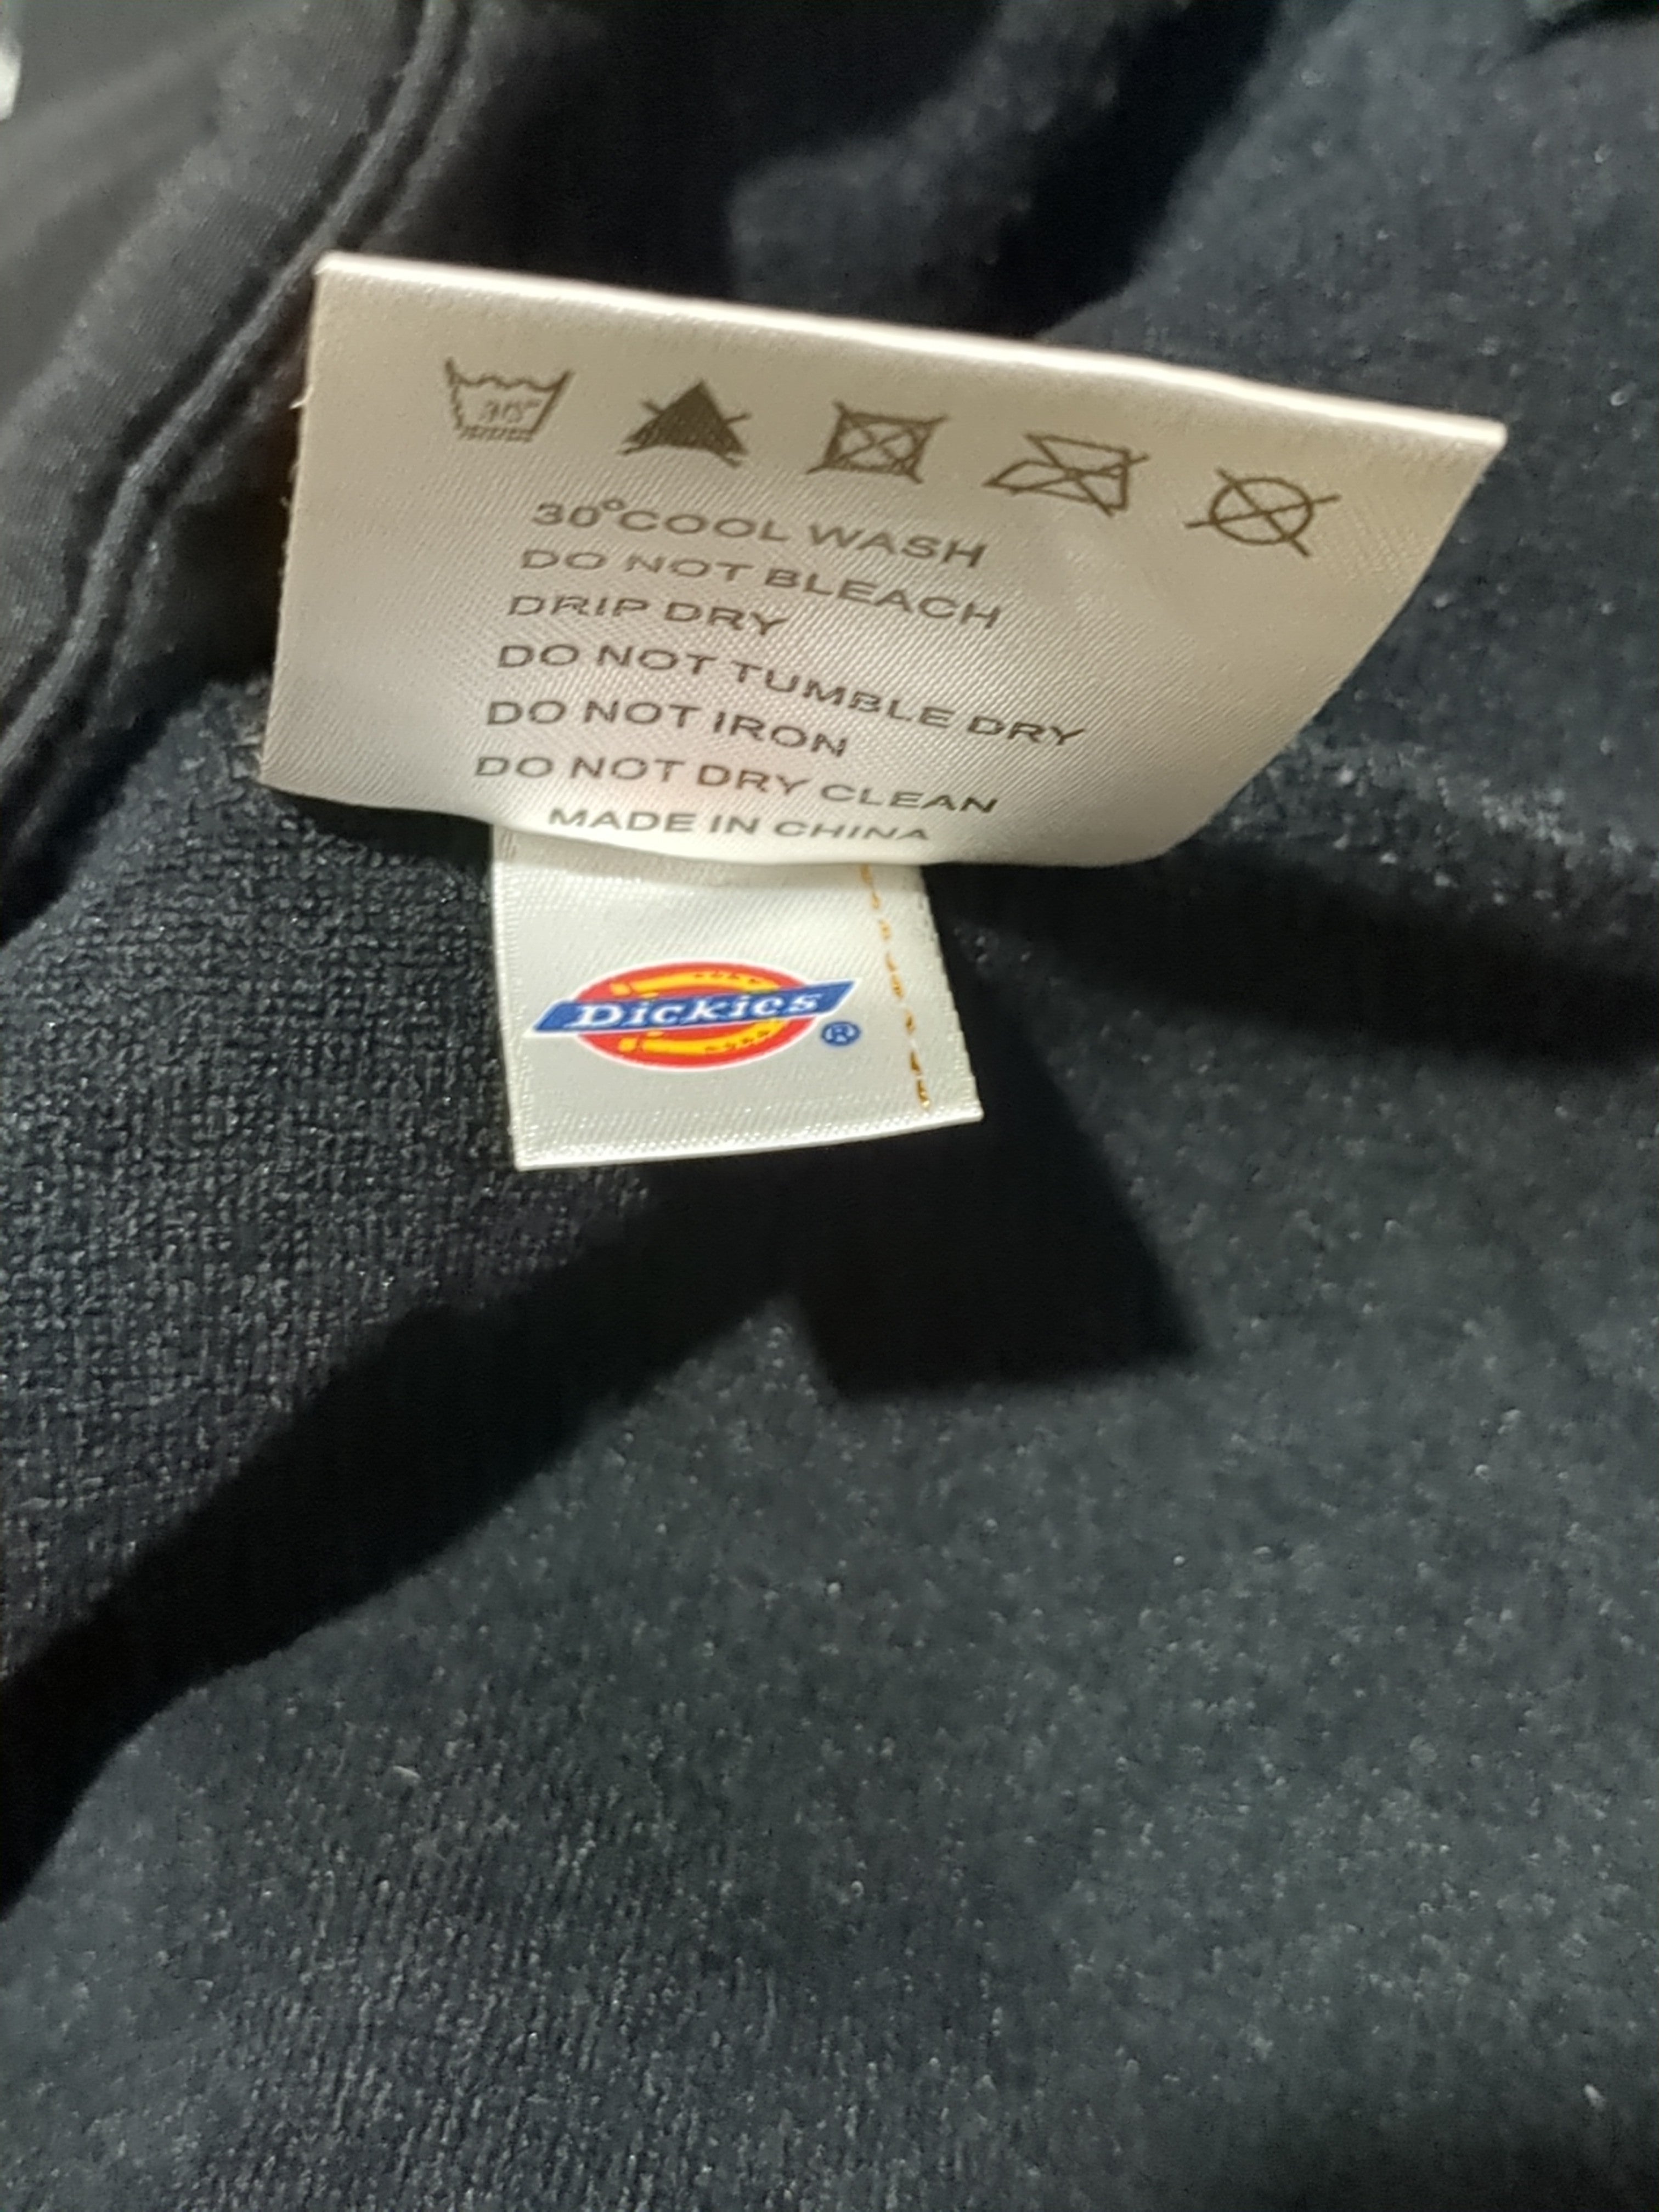 30°
30°COOL WASH
DO NOT BLEACH
DRIP DRY
DO NOT TUMBLE DRY
DO NOT IRON
DO NOT DRY CLEAN
MADE IN CHINA
Dickies®